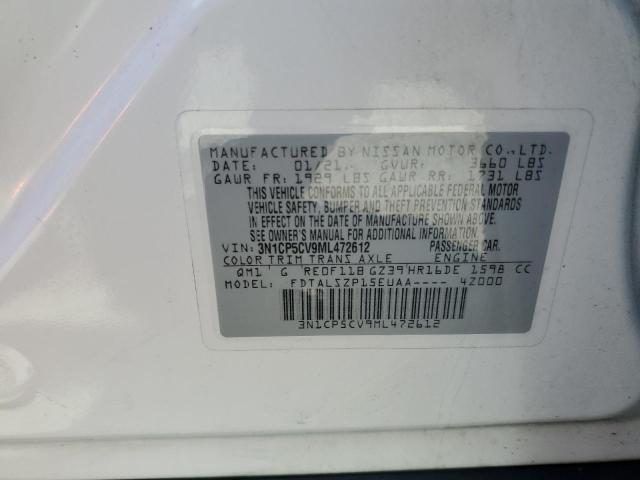 MANUFACTURED BY NISSAN MOTOR CO.,LTD.
DATE: 01/21. GVWR: 3660 LBS
GAWR FR: 1929 LBS GAWR RR: 1731 LBS
THIS VEHICLE CONFORMS TO ALL APPLICABLE FEDERAL MOTOR
VEHICLE SAFETY, BUMPER AND THEFT PREVENTION STANDARDS
IN EFFECT ON THE DATE OF MANUFACTURE SHOWN ABOVE.
SEE OWNER'S MANUAL FOR ADDITIONAL INFORMATION.
VIN: 3N1CP5CV9ML472612 PASSENGER CAR.
COLOR TRIM TRANS AXLE ENGINE
QM1 G RE0F11B GZ39 HR16DE 1598 CC
MODEL: FDTALSZP15EUAA---- 42000
3N1CP5CV9ML472612